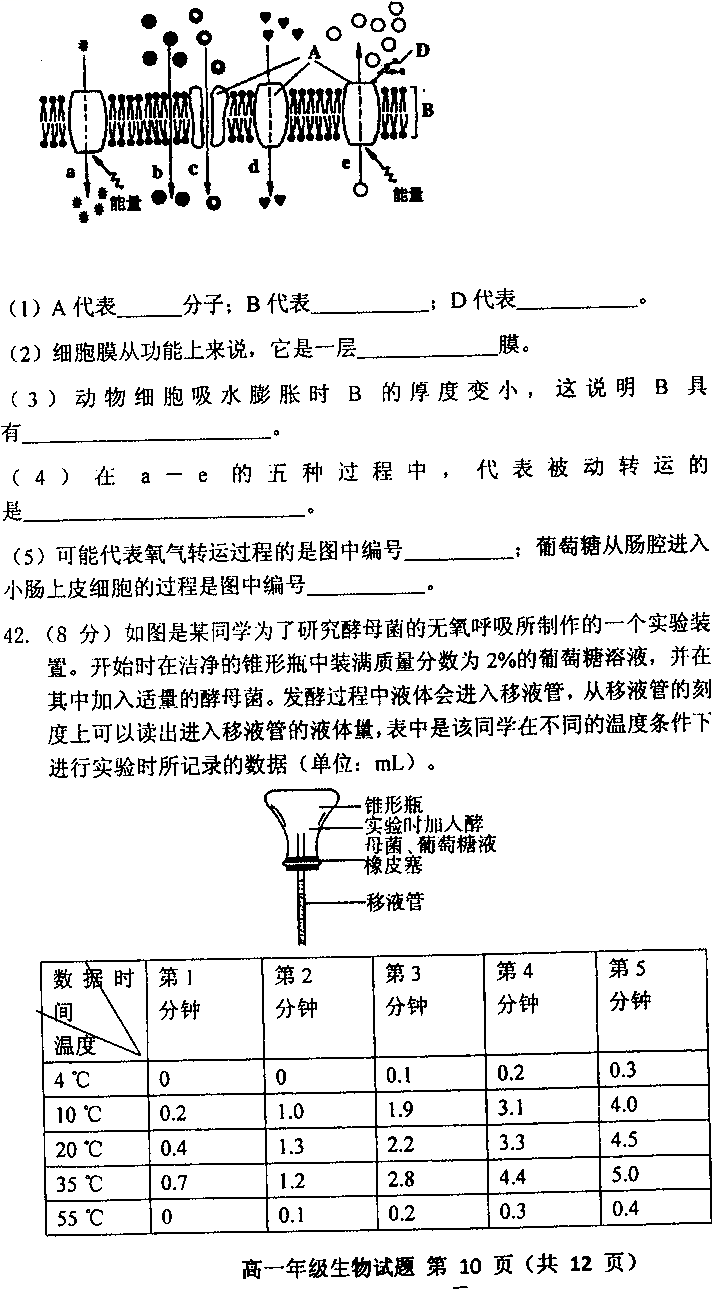 A
D
B
a
b
c
d
e
能量
能量
(1) A 代表______分子；B 代表___________；D 代表___________。
(2) 细胞膜从功能上来说，它是一层_____________膜。
(3) 动物细胞吸水膨胀时 B 的厚度变小，这说明 B 具
有_______________________。
(4) 在 a－e 的五种过程中，代表被动转运的
是__________________________。
(5) 可能代表氧气转运过程的是图中编号__________；葡萄糖从肠腔进入
小肠上皮细胞的过程是图中编号___________。
42.（8 分）如图是某同学为了研究酵母菌的无氧呼吸所制作的一个实验装
置。开始时在洁净的锥形瓶中装满质量分数为 2%的葡萄糖溶液，并在
其中加入适量的酵母菌。发酵过程中液体会进入移液管，从移液管的刻
度上可以读出进入移液管的液体量，表中是该同学在不同的温度条件下
进行实验时所记录的数据（单位：mL）。
锥形瓶
实验时加入酵
母菌、葡萄糖液
橡皮塞
移液管
数据时 第 1 第 2 第 3 第 4 第 5
间 分钟 分钟 分钟 分钟 分钟
温度
4 ℃ 0 0 0.1 0.2 0.3
10 ℃ 0.2 1.0 1.9 3.1 4.0
20 ℃ 0.4 1.3 2.2 3.3 4.5
35 ℃ 0.7 1.2 2.8 4.4 5.0
55 ℃ 0 0.1 0.2 0.3 0.4
高一年级生物试题 第 10 页（共 12 页）